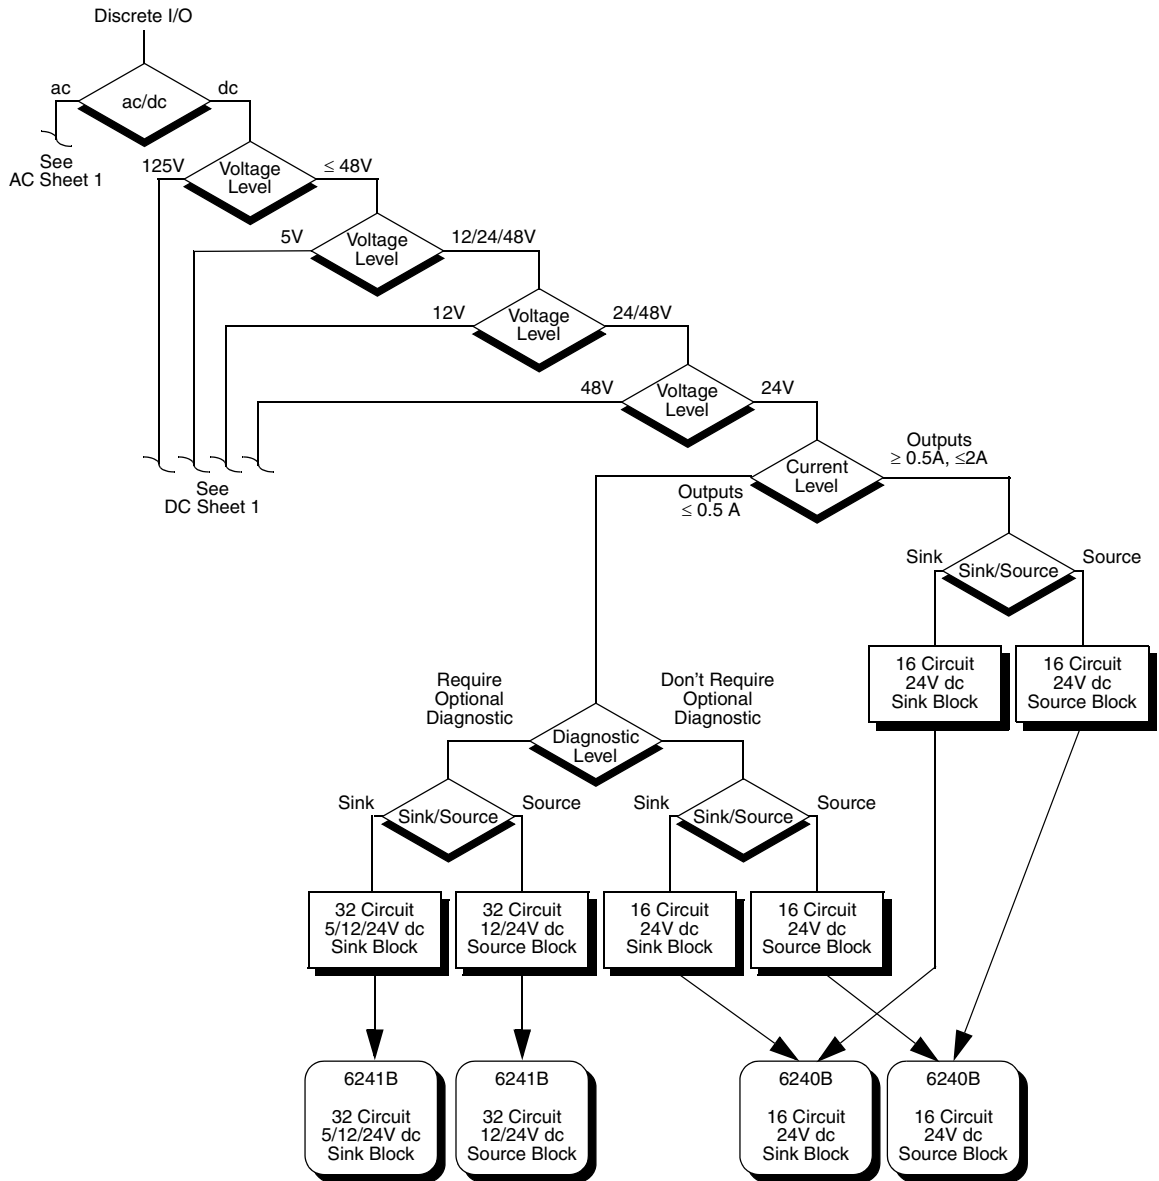 Discrete I/O
ac
ac/dc
dc
See
AC Sheet 1
125V
Voltage
Level
≤ 48V
5V
Voltage
Level
12/24/48V
12V
Voltage
Level
24/48V
48V
Voltage
Level
24V
See
DC Sheet 1
Outputs
≤ 0.5 A
Current
Level
Outputs
≥ 0.5A, ≤2A
Sink
Sink/Source
Source
16 Circuit
24V dc
Sink Block
16 Circuit
24V dc
Source Block
Require
Optional
Diagnostic
Diagnostic
Level
Don't Require
Optional
Diagnostic
Sink
Sink/Source
Source
Sink
Sink/Source
Source
32 Circuit
5/12/24V dc
Sink Block
32 Circuit
12/24V dc
Source Block
16 Circuit
24V dc
Sink Block
16 Circuit
24V dc
Source Block
6241B
32 Circuit
5/12/24V dc
Sink Block
6241B
32 Circuit
12/24V dc
Source Block
6240B
16 Circuit
24V dc
Sink Block
6240B
16 Circuit
24V dc
Source Block